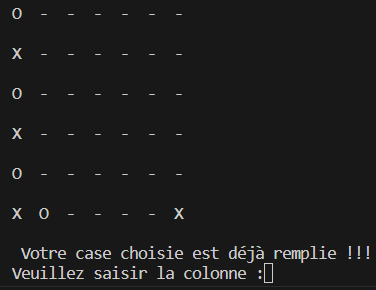 O - - - - - -
X - - - - - -
O - - - - - -
X - - - - - -
O - - - - - -
X O - - - - X
Votre case choisie est déjà remplie !!!
Veuillez saisir la colonne :